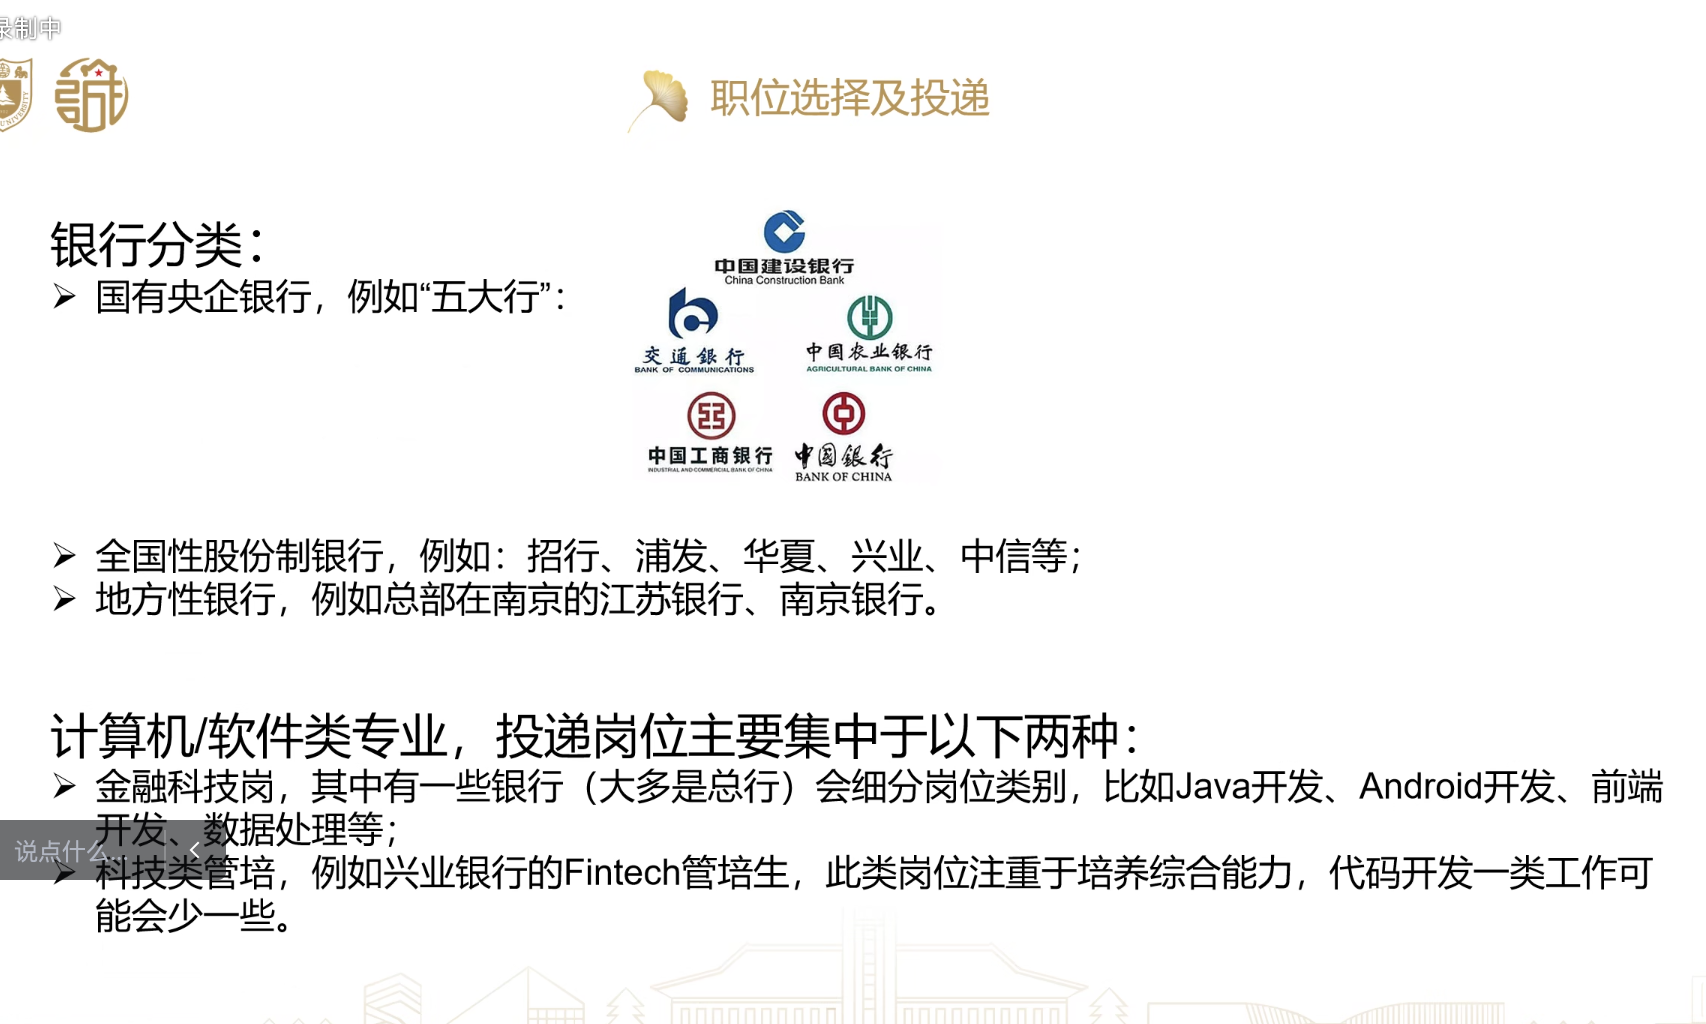 录制中
职位选择及投递
银行分类：
➢ 国有央企银行，例如“五大行”：
中国建设银行
China Construction Bank
交通銀行
BANK OF COMMUNICATIONS
中国农业银行
AGRICULTURAL BANK OF CHINA
中国工商银行
INDUSTRIAL AND COMMERCIAL BANK OF CHINA
中国銀行
BANK OF CHINA
➢ 全国性股份制银行，例如：招行、浦发、华夏、兴业、中信等；
➢ 地方性银行，例如总部在南京的江苏银行、南京银行。
计算机/软件类专业，投递岗位主要集中于以下两种：
➢ 金融科技岗，其中有一些银行（大多是总行）会细分岗位类别，比如Java开发、Android开发、前端
开发、数据处理等；
说点什么...
➢ 科技类管培，例如兴业银行的Fintech管培生，此类岗位注重于培养综合能力，代码开发一类工作可
能会少一些。